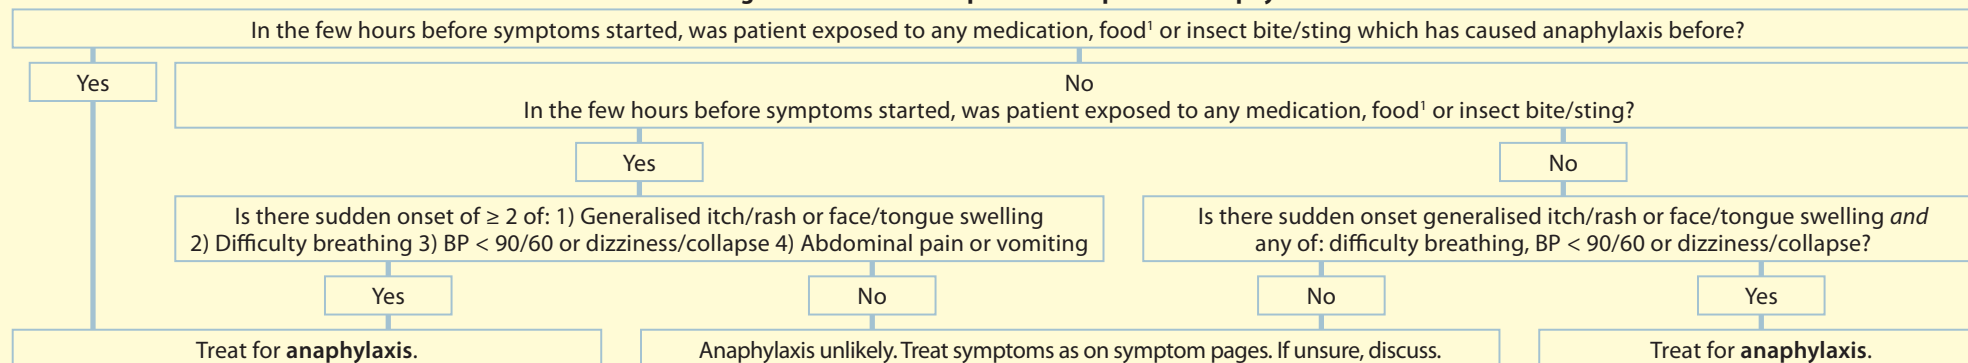 In the few hours before symptoms started, was patient exposed to any medication, food¹ or insect bite/sting which has caused anaphylaxis before?
Yes
No
In the few hours before symptoms started, was patient exposed to any medication, food¹ or insect bite/sting?
Yes
No
Is there sudden onset of ≥ 2 of: 1) Generalised itch/rash or face/tongue swelling
2) Difficulty breathing 3) BP < 90/60 or dizziness/collapse 4) Abdominal pain or vomiting
Is there sudden onset generalised itch/rash or face/tongue swelling and
any of: difficulty breathing, BP < 90/60 or dizziness/collapse?
Yes
No
No
Yes
Treat for anaphylaxis.
Anaphylaxis unlikely. Treat symptoms as on symptom pages. If unsure, discuss.
Treat for anaphylaxis.